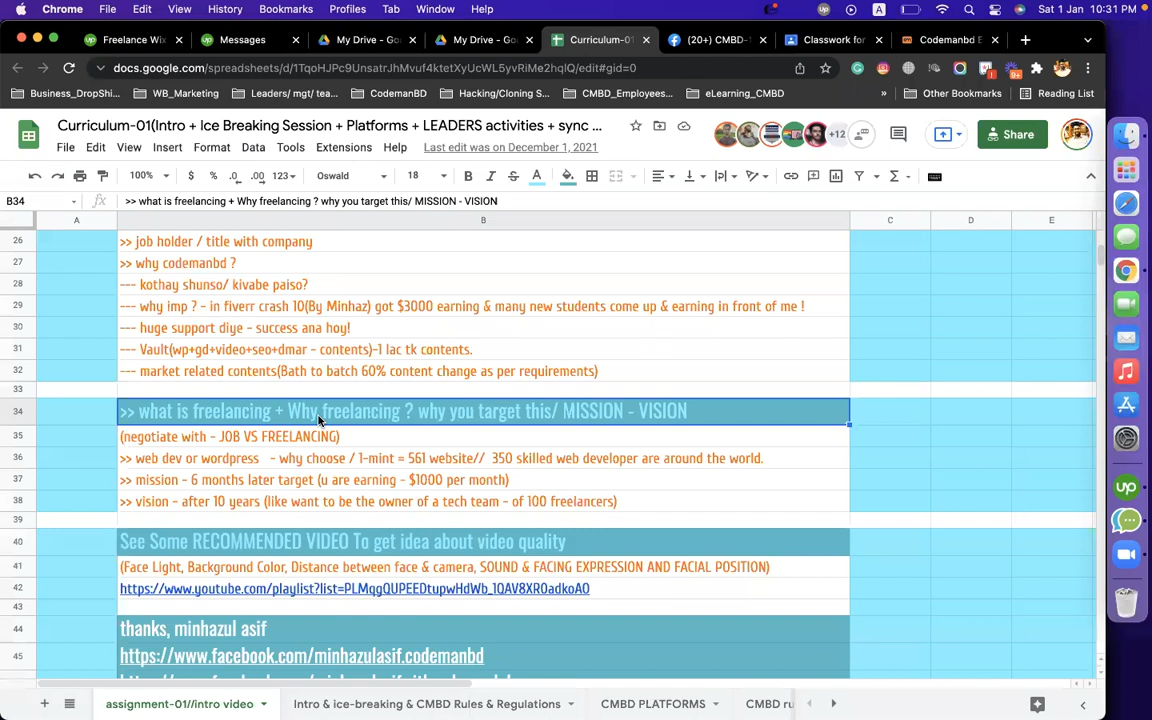 Chrome File Edit View History Bookmarks Profiles Tab Window Help Sat 1 Jan 10:31 PM
Freelance Wix Messages My Drive - Go My Drive - G Curriculum-01 (20+) CMBD- Classwork for Codemanbd E
docs.google.com/spreadsheets/d/1TqoHJPc9UnsatrJhMvuf4ktetXyUcWL5yvRiMe2hqlQ/edit#gid=0
Business_DropShi... WB_Marketing Leaders/ mgt/ tea... CodemanBD Hacking/Cloning S... CMBD_Employees... eLearning_CMBD » Other Bookmarks Reading List
Curriculum-01(Intro + Ice Breaking Session + Platforms + LEADERS activities + sync ...
+12 Share
File Edit View Insert Format Data Tools Extensions Help Last edit was on December 1, 2021
100% $ % .0 .00 123 Oswald 18 B I S A
B34 fx >> what is freelancing + Why freelancing ? why you target this/ MISSION - VISION
A B C D E
26 >> job holder / title with company
27 >> why codemanbd ?
28 --- kothay shunso/ kivabe paiso?
29 --- why imp ? - in fiverr crash 10(By Minhaz) got $3000 earning & many new students come up & earning in front of me !
30 --- huge support diye - success ana hoy!
31 --- Vault(wp+gd+video+seo+dmar - contents)-1 lac tk contents.
32 --- market related contents(Bath to batch 60% content change as per requirements)
33
34 >> what is freelancing + Why freelancing ? why you target this/ MISSION - VISION
35 (negotiate with - JOB VS FREELANCING)
36 >> web dev or wordpress - why choose / 1-mint = 561 website// 350 skilled web developer are around the world.
37 >> mission - 6 months later target (u are earning - $1000 per month)
38 >> vision - after 10 years (like want to be the owner of a tech team - of 100 freelancers)
39
40 See Some RECOMMENDED VIDEO To get idea about video quality
41 (Face Light, Background Color, Distance between face & camera, SOUND & FACING EXPRESSION AND FACIAL POSITION)
42 https://www.youtube.com/playlist?list=PLMqgQUPEEDtupwHdWb_1QAV8XR0adkoAO
43
44 thanks, minhazul asif
45 https://www.facebook.com/minhazulasif.codemanbd
assignment-01//intro video Intro & ice-breaking & CMBD Rules & Regulations CMBD PLATFORMS CMBD ru